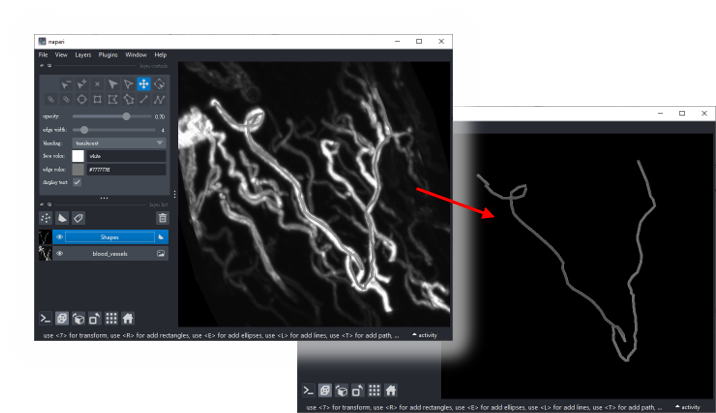 napari
File View Layers Plugins Window Help
layer controls
opacity: 0.70
edge width: 4
blending: translucent
face color: white
edge color: #777777ff
display text:
layer list
Shapes
blood_vessels
use <7> for transform, use <R> for add rectangles, use <E> for add ellipses, use <L> for add lines, use <T> for add path, ... activity
use <7> for transform, use <R> for add rectangles, use <E> for add ellipses, use <L> for add lines, use <T> for add path, ... activity